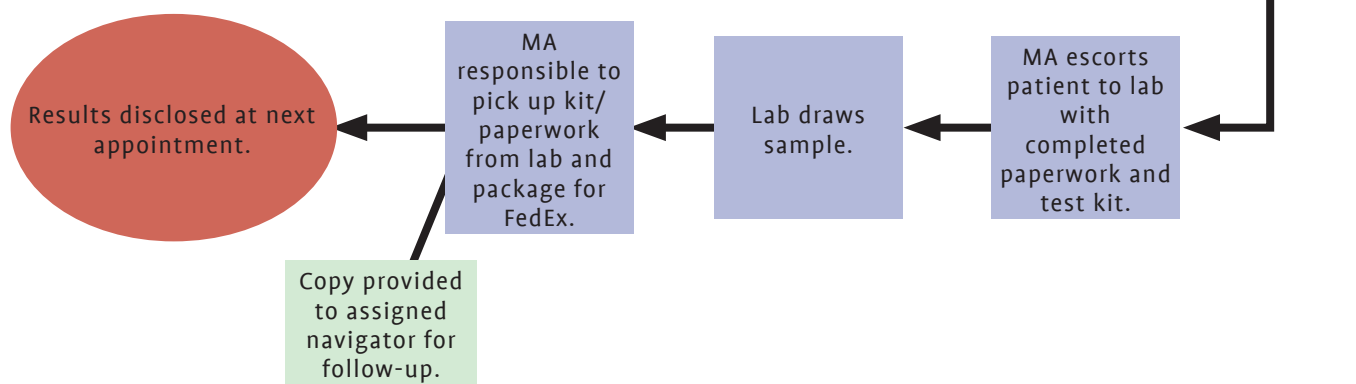 Results disclosed at next
appointment.
MA
responsible to
pick up kit/
paperwork
from lab and
package for
FedEx.
Lab draws
sample.
MA escorts
patient to lab
with
completed
paperwork and
test kit.
Copy provided
to assigned
navigator for
follow-up.